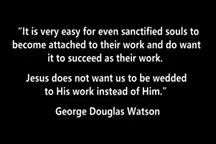 "It is very easy for even sanctified souls to
become attached to their work and do want
it to succeed as their work.
Jesus does not want us to be wedded
to His work instead of Him."
George Douglas Watson